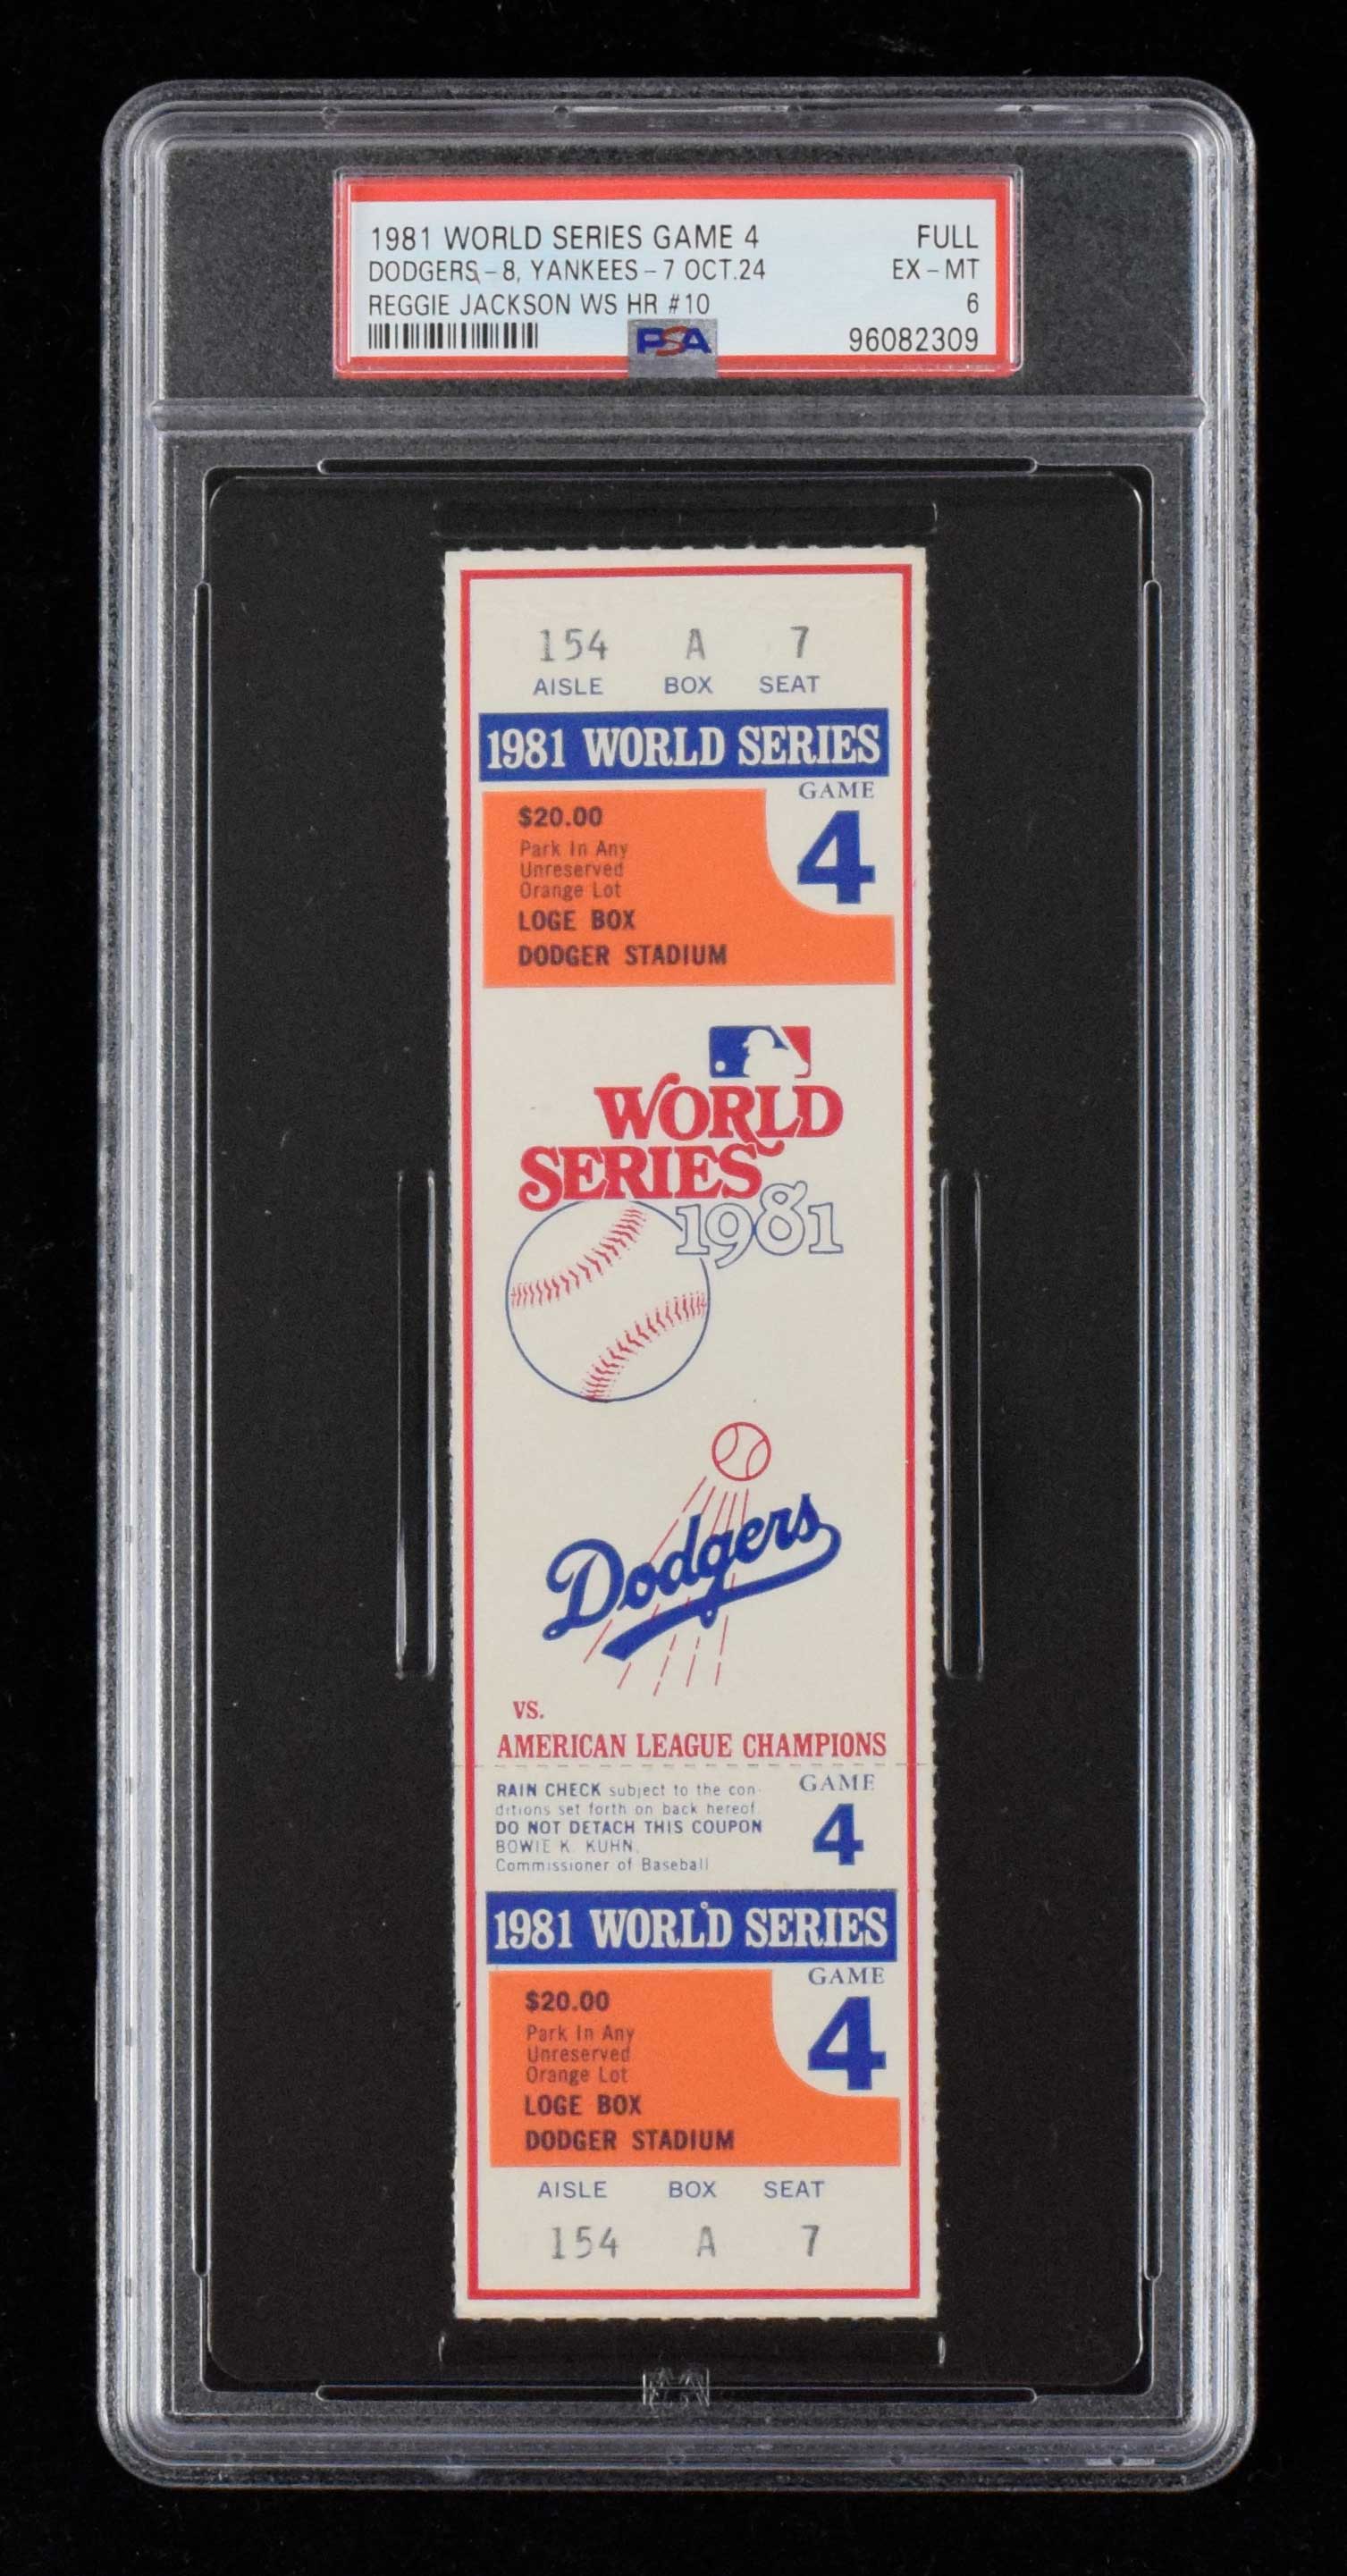 1981 WORLD SERIES GAME 4 FULL
DODGERS - 8, YANKEES - 7 OCT.24 EX - MT
REGGIE JACKSON WS HR #10 6
PSA 96082309
154 A 7
AISLE BOX SEAT
1981 WORLD SERIES
GAME
4
$20.00
Park In Any
Unreserved
Orange Lot
LOGE BOX
DODGER STADIUM
WORLD
SERIES
1981
Dodgers
VS.
AMERICAN LEAGUE CHAMPIONS
RAIN CHECK subject to the con-
ditions set forth on back hereof.
DO NOT DETACH THIS COUPON
BOWIE K. KUHN,
Commissioner of Baseball
GAME
4
1981 WORLD SERIES
GAME
4
$20.00
Park In Any
Unreserved
Orange Lot
LOGE BOX
DODGER STADIUM
AISLE BOX SEAT
154 A 7